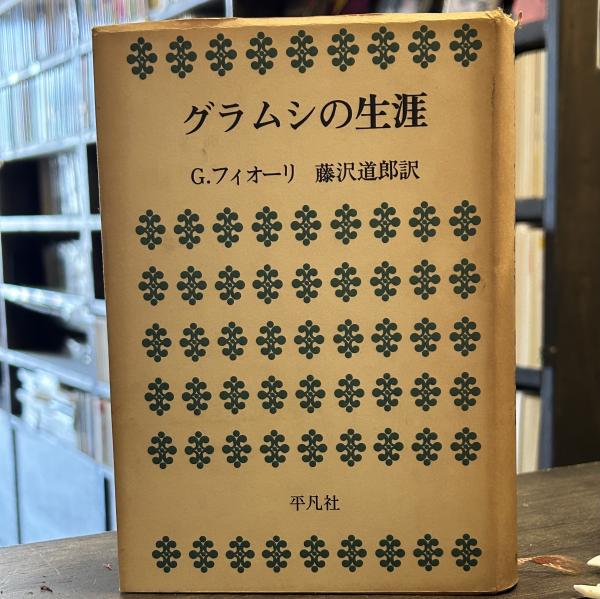 グラムシの生涯
G.フィオーリ 藤沢道郎訳
平凡社